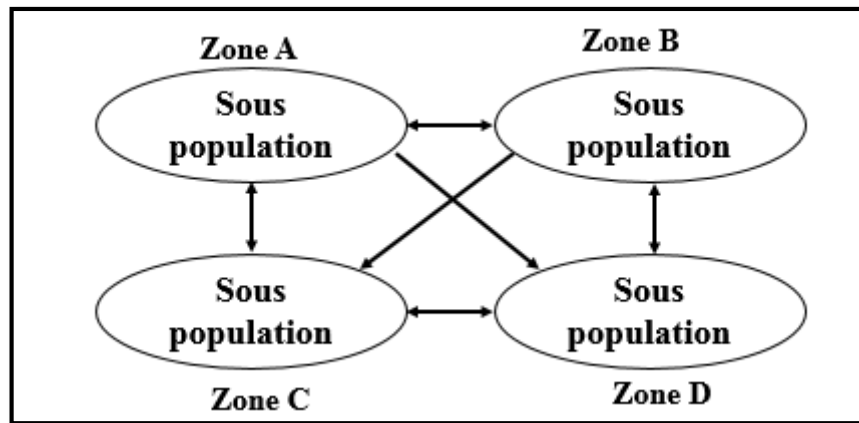 Zone A
Zone B
Sous
population
Sous
population
Sous
population
Sous
population
Zone C
Zone D